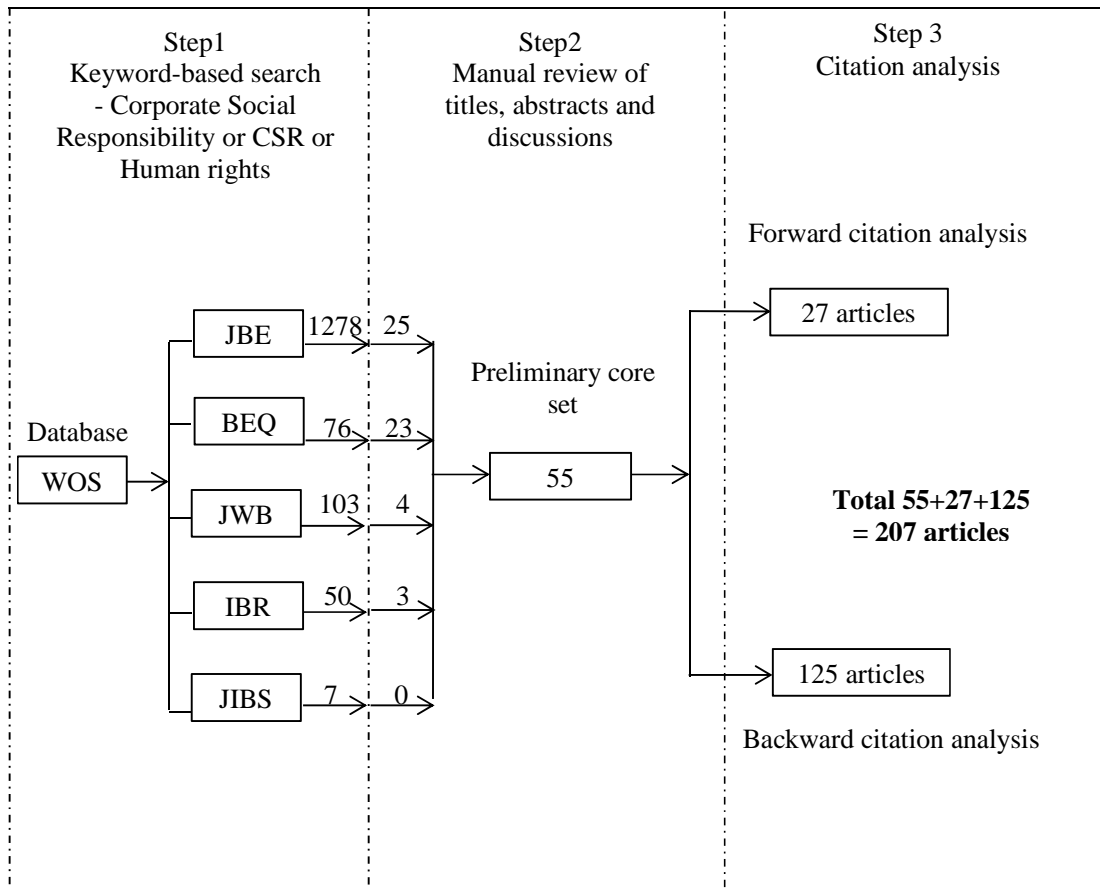 Step1
Keyword-based search
- Corporate Social
Responsibility or CSR or
Human rights
Step2
Manual review of
titles, abstracts and
discussions
Step 3
Citation analysis
Database
WOS
JBE
1278
25
BEQ
76
23
JWB
103
4
IBR
50
3
JIBS
7
0
Preliminary core
set
55
Forward citation analysis
27 articles
Total 55+27+125
= 207 articles
125 articles
Backward citation analysis